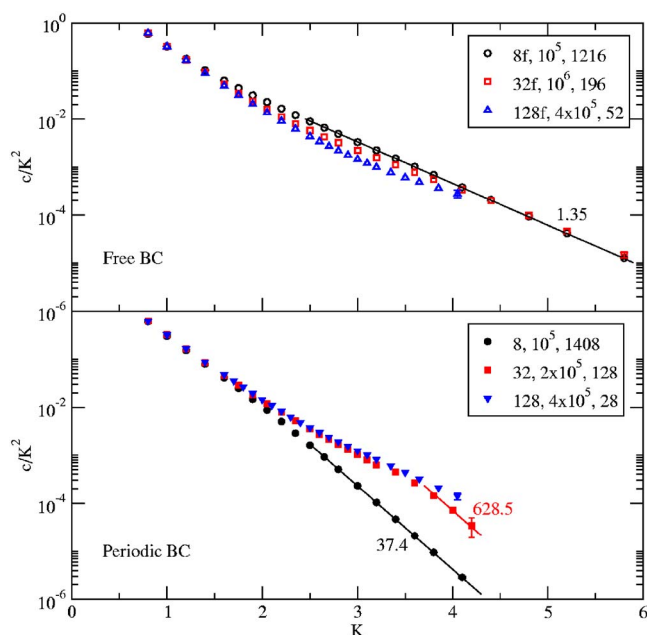 10^0
10^-2
10^-4
10^-6
c/K^2
8f, 10^5, 1216
32f, 10^6, 196
128f, 4x10^5, 52
1.35
Free BC
10^-2
10^-4
10^-6
c/K^2
8, 10^5, 1408
32, 2x10^5, 128
128, 4x10^5, 28
628.5
37.4
Periodic BC
0 1 2 3 4 5 6
K